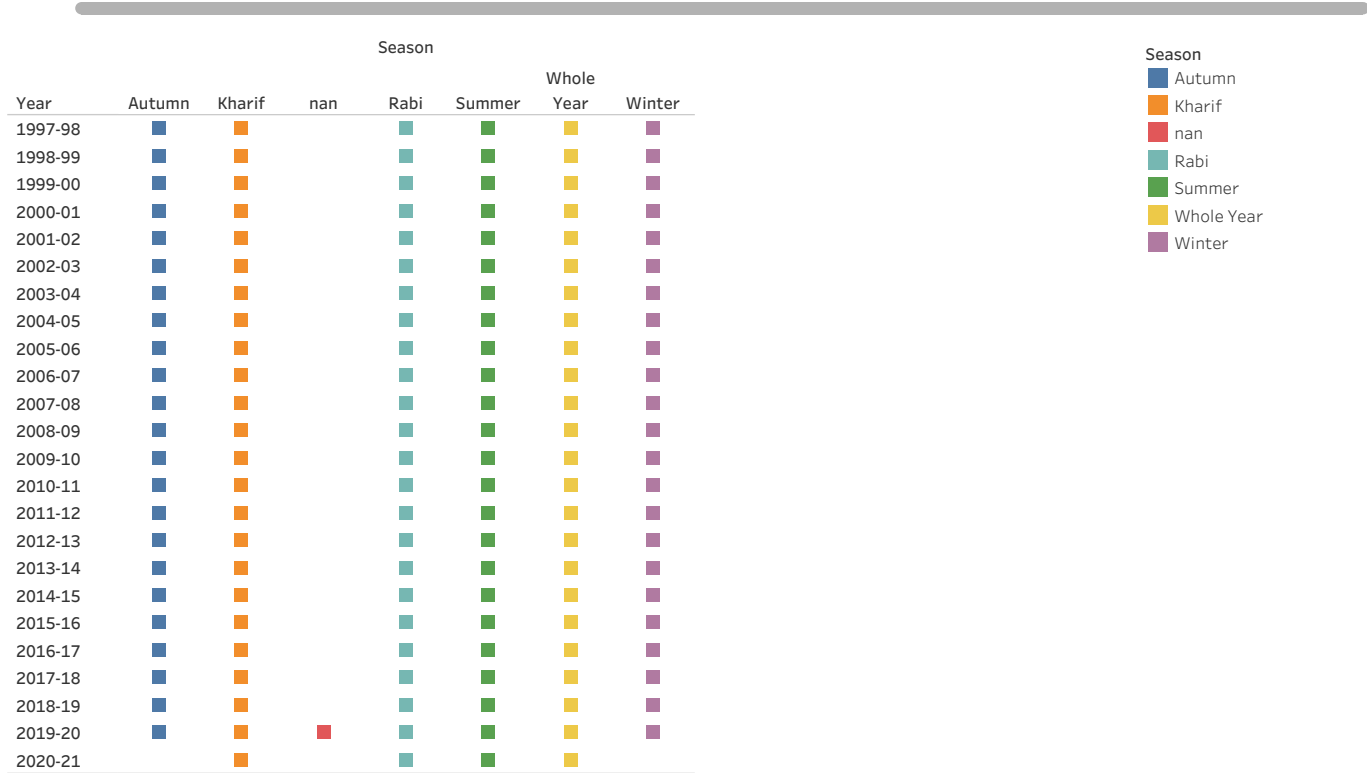 Season
Whole
Year Autumn Kharif nan Rabi Summer Year Winter
1997-98
1998-99
1999-00
2000-01
2001-02
2002-03
2003-04
2004-05
2005-06
2006-07
2007-08
2008-09
2009-10
2010-11
2011-12
2012-13
2013-14
2014-15
2015-16
2016-17
2017-18
2018-19
2019-20
2020-21
Season
Autumn
Kharif
nan
Rabi
Summer
Whole Year
Winter